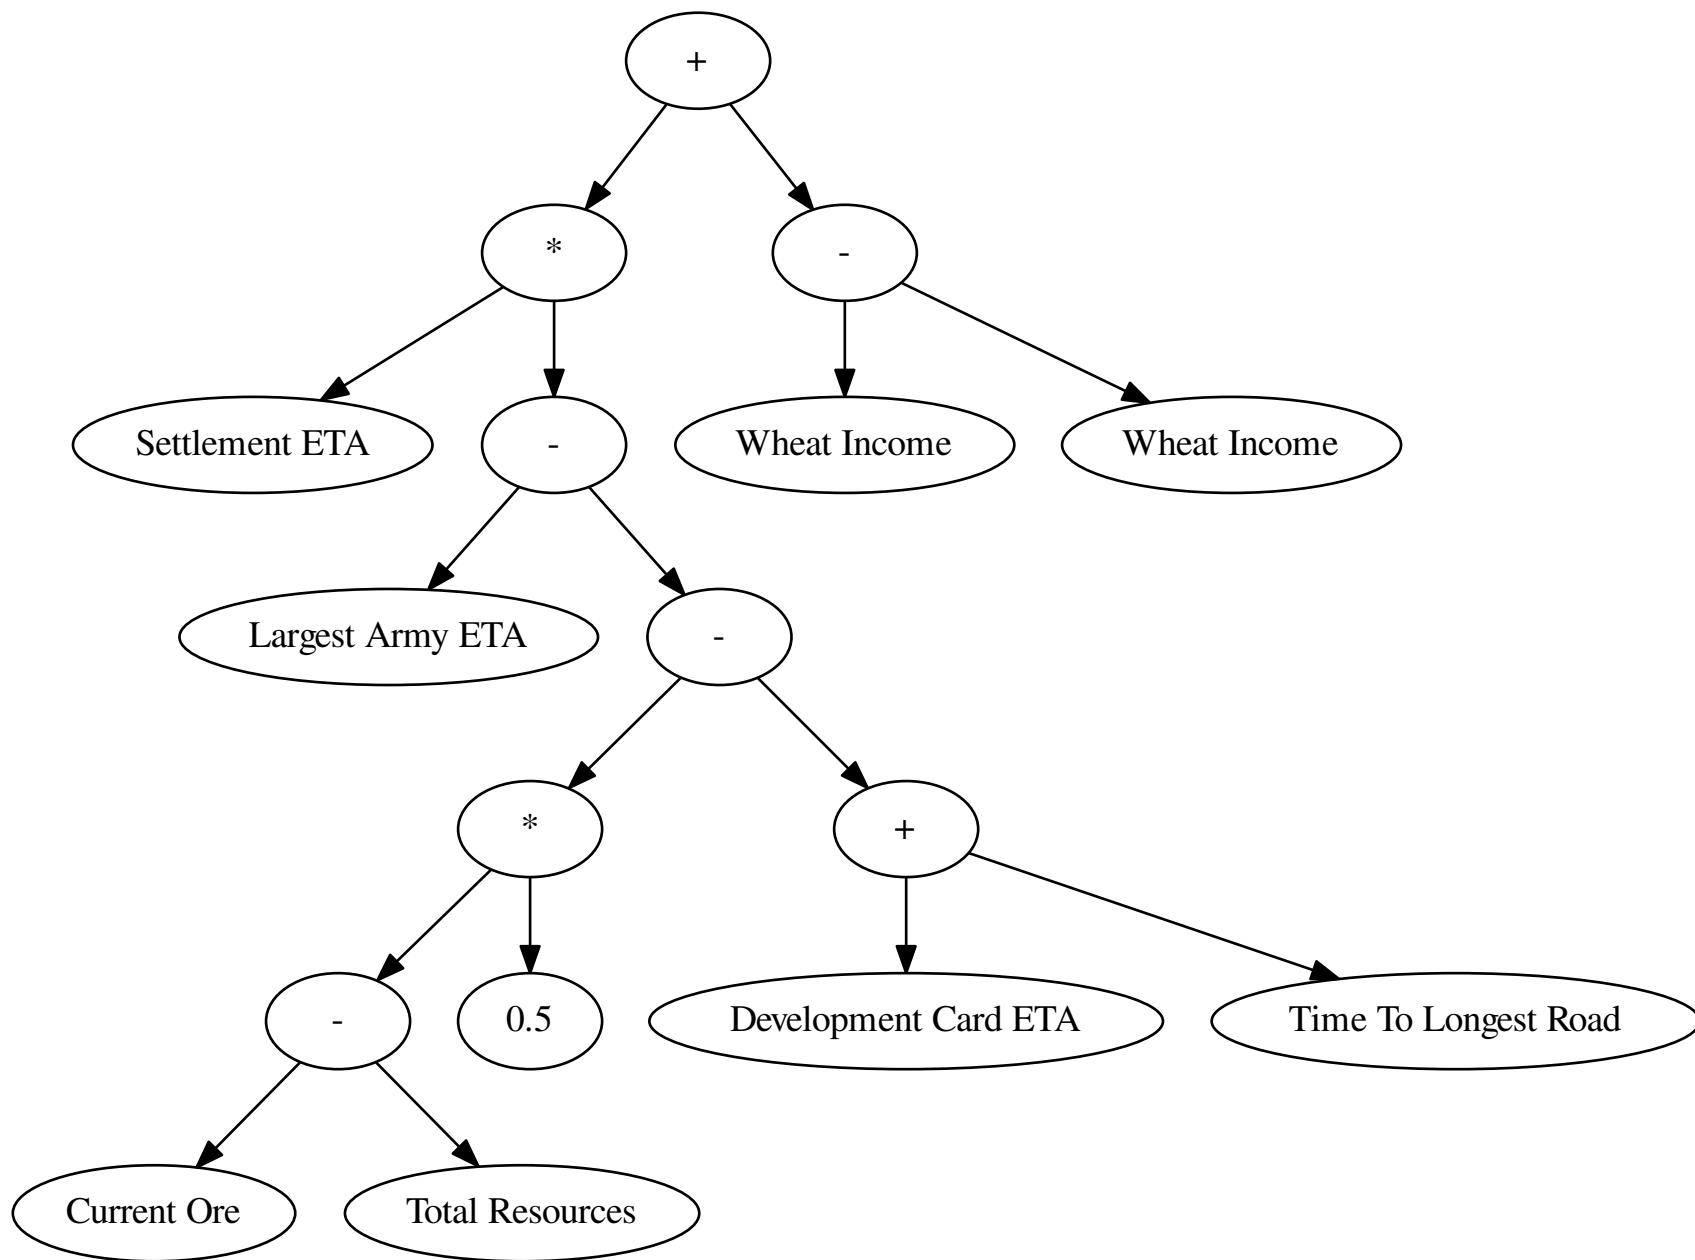 +
*
-
Settlement ETA
-
Wheat Income
Wheat Income
Largest Army ETA
-
*
+
-
0.5
Development Card ETA
Time To Longest Road
Current Ore
Total Resources